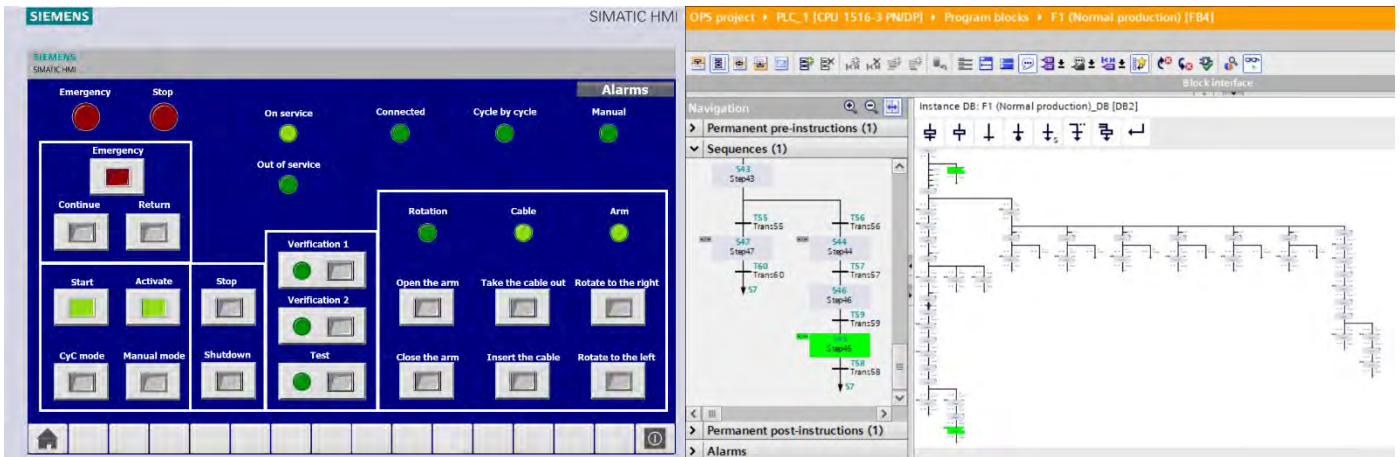 SIEMENS
SIMATIC HMI
SIEMENS
SIMATIC HMI
Alarms
Emergency
Stop
On service
Connected
Cycle by cycle
Manual
Out of service
Emergency
Continue
Return
Rotation
Cable
Arm
Verification 1
Start
Activate
Stop
Open the arm
Take the cable out
Rotate to the right
Verification 2
CyC mode
Manual mode
Shutdown
Test
Close the arm
Insert the cable
Rotate to the left
OPS project PLC_1 [CPU 1516-3 PN/DP] Program blocks F1 (Normal production) [FB4]
Block interface
Navigation
Permanent pre-instructions (1)
Sequences (1)
S43
Step43
T55
Trans55
T56
Trans56
S47
Step47
S44
Step44
T60
Trans60
T57
Trans57
S7
S46
Step46
T59
Trans59
S45
Step45
T58
Trans58
S7
Permanent post-instructions (1)
Alarms
Instance DB: F1 (Normal production)_DB [DB2]